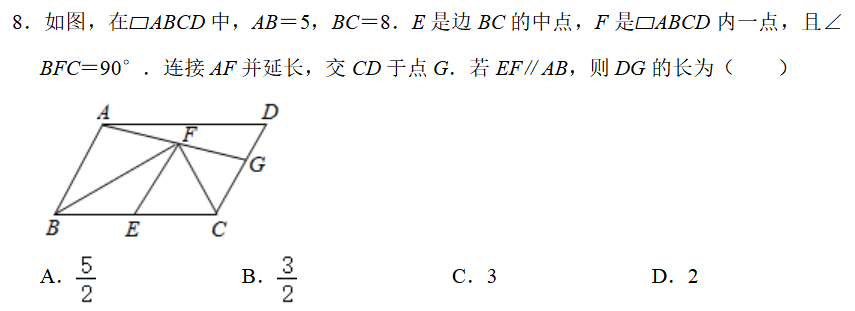 8．如图，在▱ABCD 中，AB＝5，BC＝8．E 是边 BC 的中点，F 是▱ABCD 内一点，且∠
BFC＝90°．连接 AF 并延长，交 CD 于点 G．若 EF∥AB，则 DG 的长为（　　）
A D
F
G
B E C
A．5/2 B．3/2 C．3 D．2